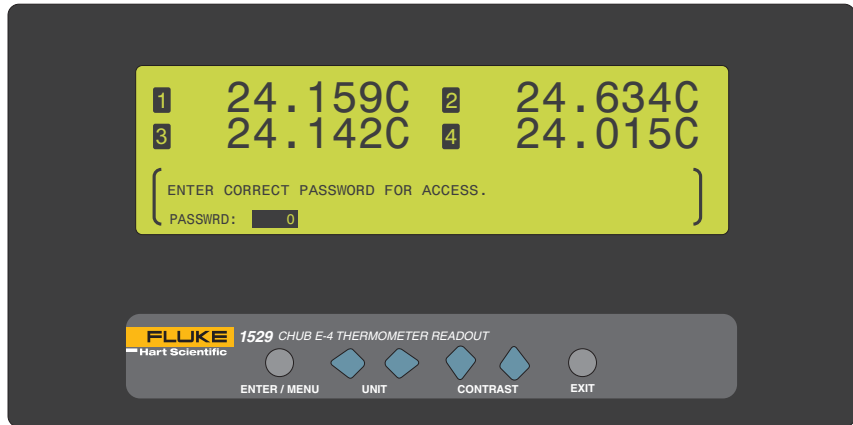 1 24.159C 2 24.634C
3 24.142C 4 24.015C
ENTER CORRECT PASSWORD FOR ACCESS.
PASSWRD: 0
FLUKE 1529 CHUB E-4 THERMOMETER READOUT
Hart Scientific
ENTER / MENU UNIT CONTRAST EXIT